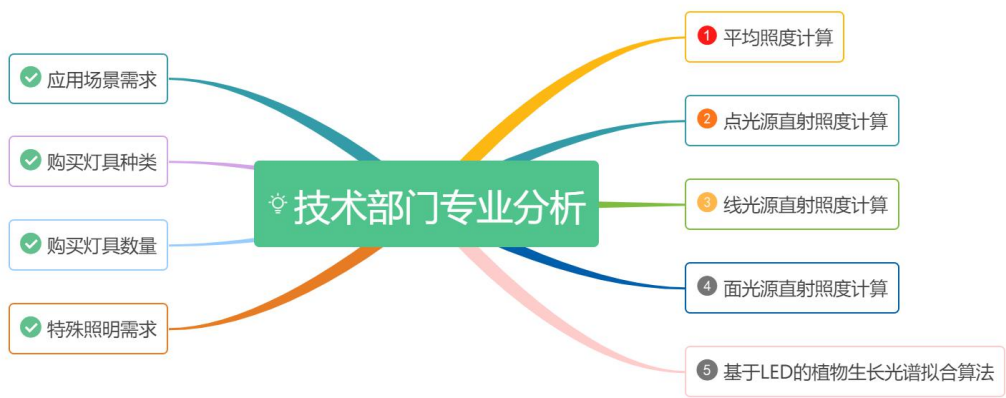 应用场景需求
购买灯具种类
购买灯具数量
特殊照明需求
技术部门专业分析
1 平均照度计算
2 点光源直射照度计算
3 线光源直射照度计算
4 面光源直射照度计算
5 基于LED的植物生长光谱拟合算法